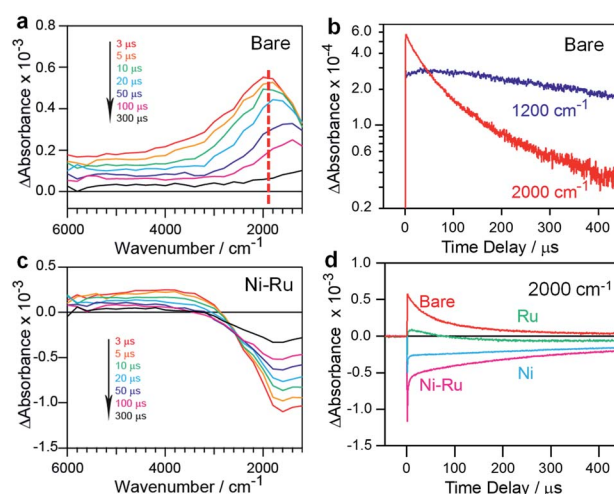 a
Bare
ΔAbsorbance x 10⁻³
0.8
0.6
0.4
0.2
0.0
3 µs
5 µs
10 µs
20 µs
50 µs
100 µs
300 µs
6000 4000 2000
Wavenumber / cm⁻¹
b
Bare
ΔAbsorbance x 10⁻⁴
6.0
4.0
2.0
1.0
0.8
0.6
0.4
0.2
1200 cm⁻¹
2000 cm⁻¹
0 100 200 300 400
Time Delay / µs
c
Ni-Ru
ΔAbsorbance x 10⁻³
0.5
0.0
-0.5
-1.0
-1.5
3 µs
5 µs
10 µs
20 µs
50 µs
100 µs
300 µs
6000 4000 2000
Wavenumber / cm⁻¹
d
2000 cm⁻¹
ΔAbsorbance x 10⁻³
1.0
0.5
0.0
-0.5
-1.0
-1.5
Bare
Ru
Ni
Ni-Ru
0 100 200 300 400
Time Delay / µs